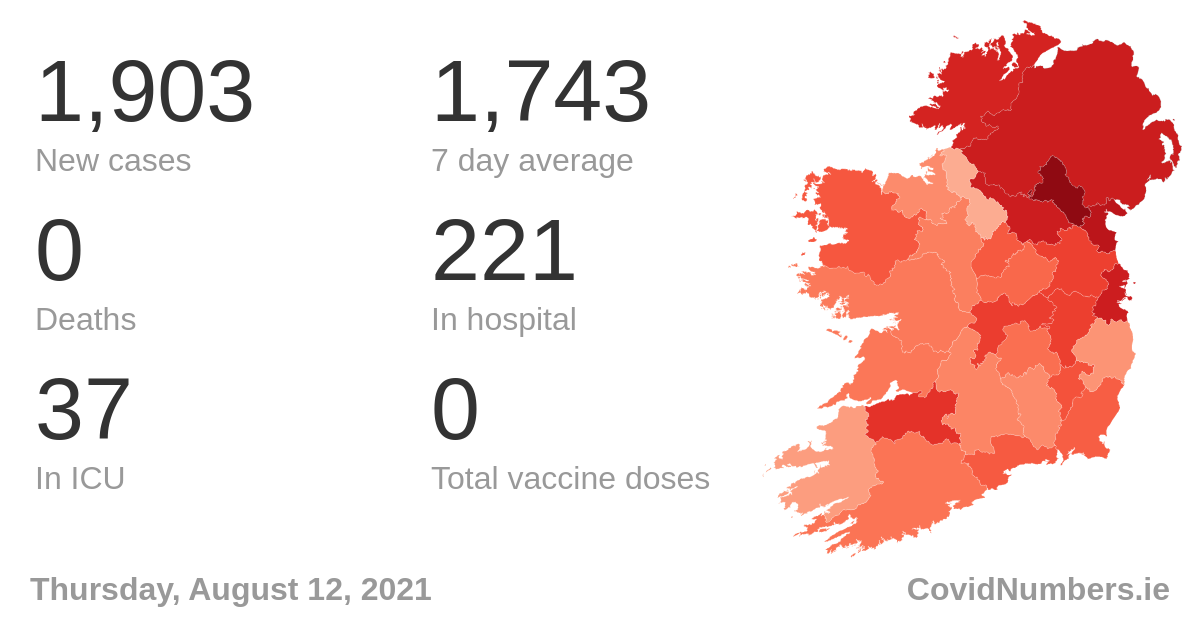 1,903
1,743
New cases
7 day average
0
221
Deaths
In hospital
37
0
In ICU
Total vaccine doses
Thursday, August 12, 2021
CovidNumbers.ie